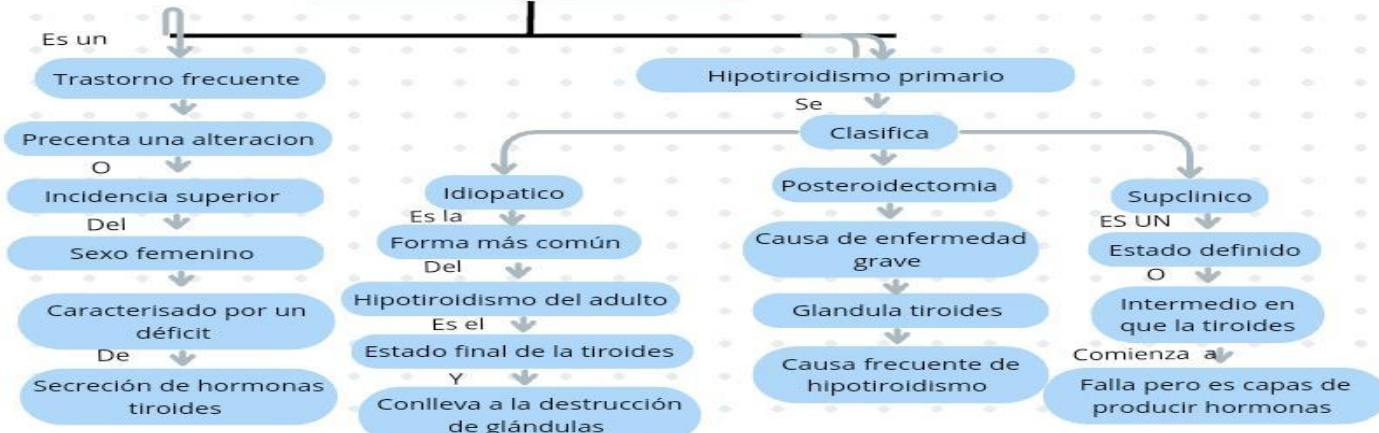 Es un
Trastorno frecuente
Precenta una alteracion
O
Incidencia superior
Del
Sexo femenino
Caracterisado por un
déficit
De
Secreción de hormonas
tiroides
Hipotiroidismo primario
Se
Clasifica
Idiopatico
Es la
Forma más común
Del
Hipotiroidismo del adulto
Es el
Estado final de la tiroides
Y
Conlleva a la destrucción
de glándulas
Posteroidectomia
Causa de enfermedad
grave
Glandula tiroides
Causa frecuente de
hipotiroidismo
Supclinico
ES UN
Estado definido
O
Intermedio en
que la tiroides
Comienza a
Falla pero es capas de
producir hormonas